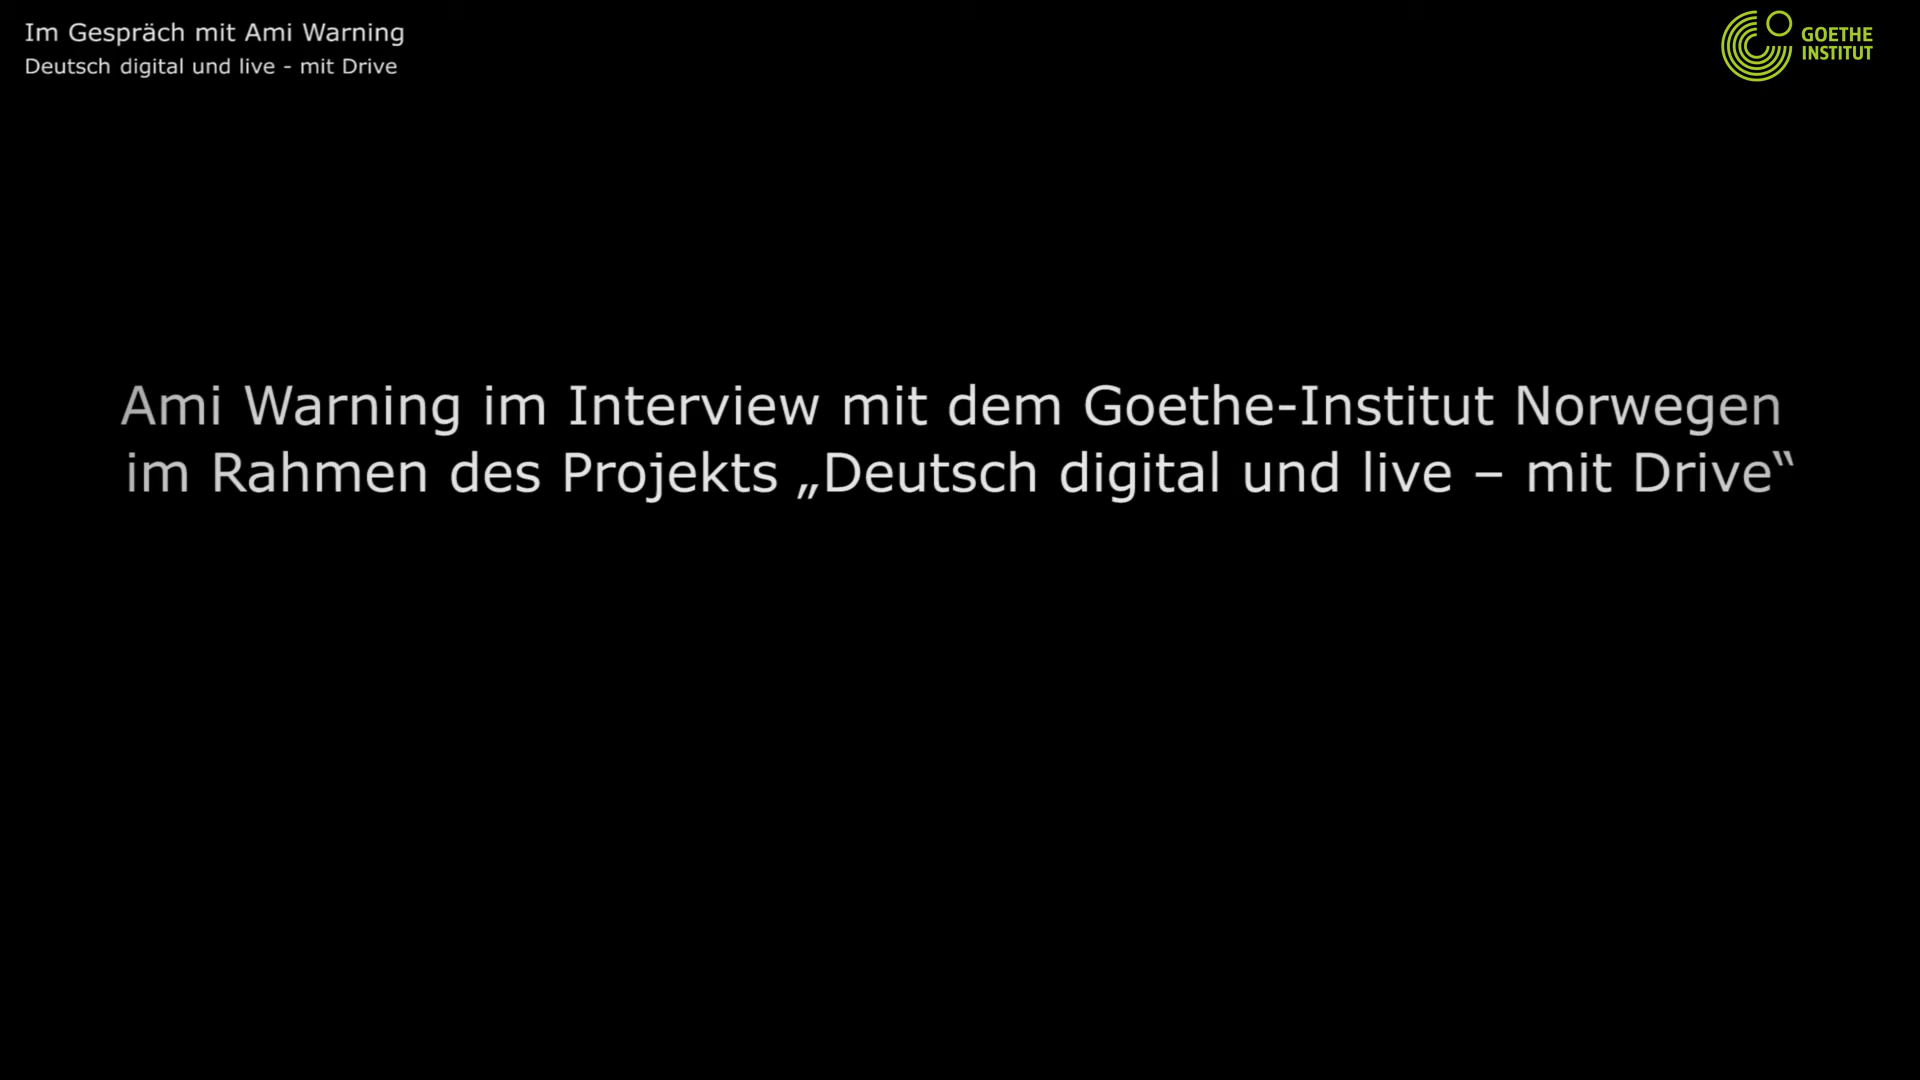 Im Gespräch mit Ami Warning
Deutsch digital und live - mit Drive
GOETHE
INSTITUT
Ami Warning im Interview mit dem Goethe-Institut Norwegen
im Rahmen des Projekts „Deutsch digital und live – mit Drive“